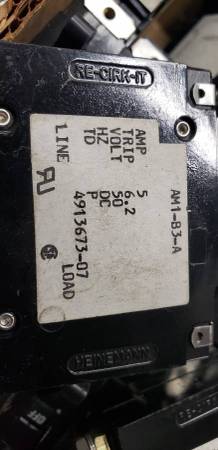 RE-CIRK-IT
AM1-B3-A
AMP 5
TRIP 6.2
VOLT 50
HZ DC
TD P
4913673-07
LINE LOAD
HEINEMANN